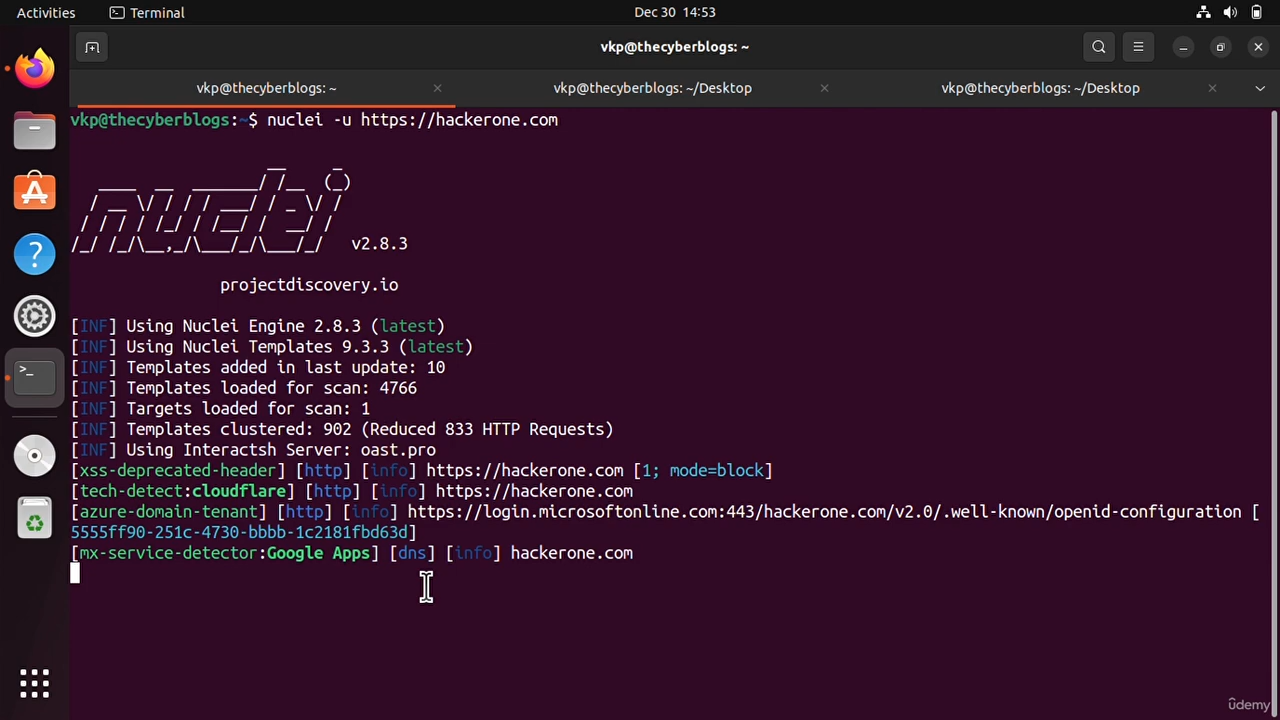 Activities
Terminal
Dec 30 14:53
vkp@thecyberblogs: ~
vkp@thecyberblogs: ~
vkp@thecyberblogs: ~/Desktop
vkp@thecyberblogs: ~/Desktop
vkp@thecyberblogs:~$ nuclei -u https://hackerone.com
nuclei
v2.8.3
projectdiscovery.io
[INF] Using Nuclei Engine 2.8.3 (latest)
[INF] Using Nuclei Templates 9.3.3 (latest)
[INF] Templates added in last update: 10
[INF] Templates loaded for scan: 4766
[INF] Targets loaded for scan: 1
[INF] Templates clustered: 902 (Reduced 833 HTTP Requests)
[INF] Using Interactsh Server: oast.pro
[xss-deprecated-header] [http] [info] https://hackerone.com [1; mode=block]
[tech-detect:cloudflare] [http] [info] https://hackerone.com
[azure-domain-tenant] [http] [info] https://login.microsoftonline.com:443/hackerone.com/v2.0/.well-known/openid-configuration [
5555ff90-251c-4730-bbbb-1c2181fbd63d]
[mx-service-detector:Google Apps] [dns] [info] hackerone.com
ûdemy